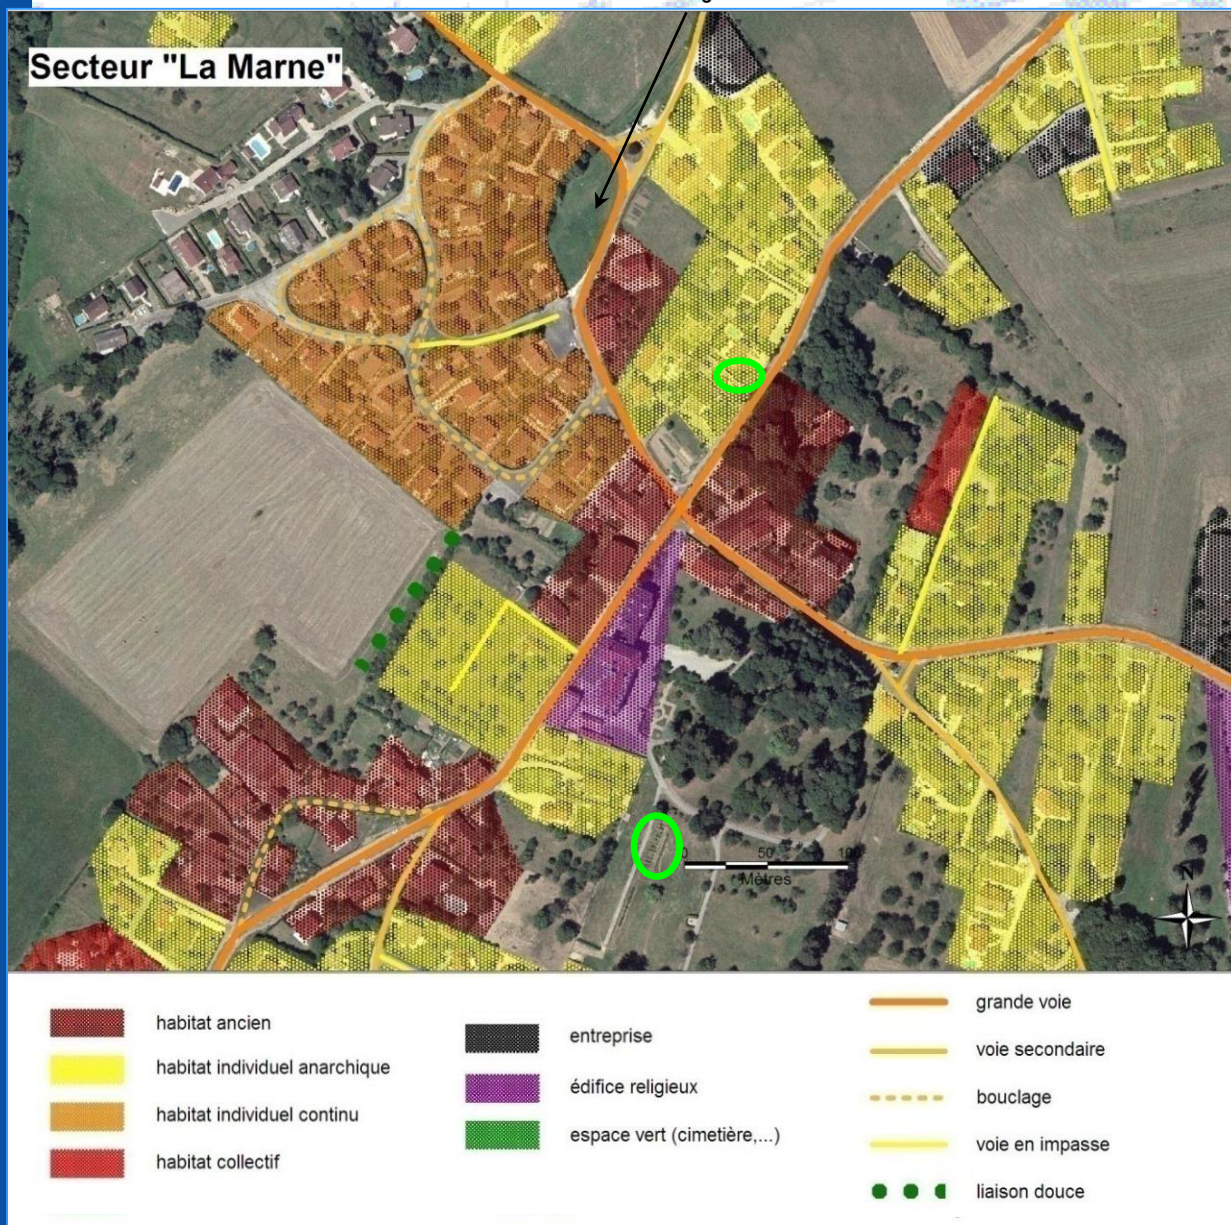 Secteur "La Marne"
0 50 100
Mètres
N
habitat ancien
habitat individuel anarchique
habitat individuel continu
habitat collectif
entreprise
édifice religieux
espace vert (cimetière,...)
grande voie
voie secondaire
bouclage
voie en impasse
liaison douce